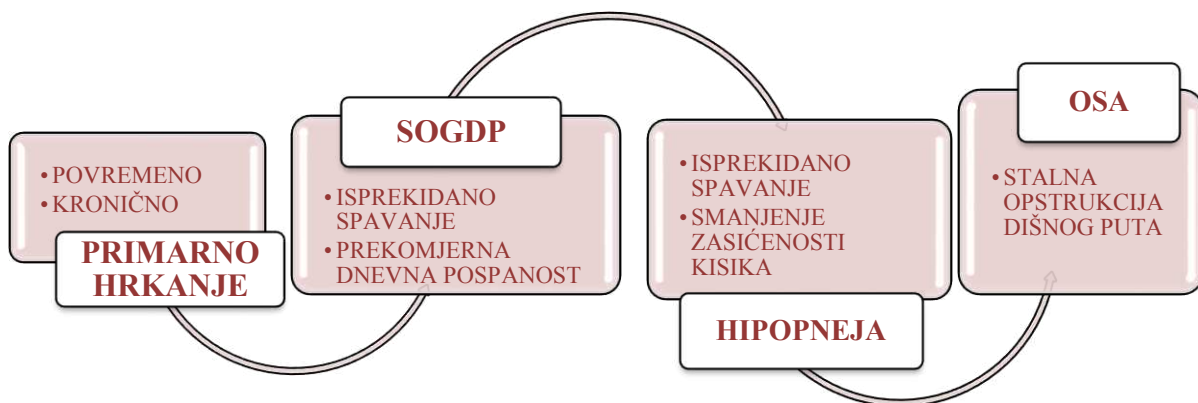 • POVREMENO
• KRONIČNO
PRIMARNO
HRKANJE
SOGDP
• ISPREKIDANO
SPAVANJE
• PREKOMJERNA
DNEVNA POSPANOST
• ISPREKIDANO
SPAVANJE
• SMANJENJE
ZASIĆENOSTI
KISIKA
HIPOPNEJA
OSA
• STALNA
OPSTRUKCIJA
DIŠNOG PUTA